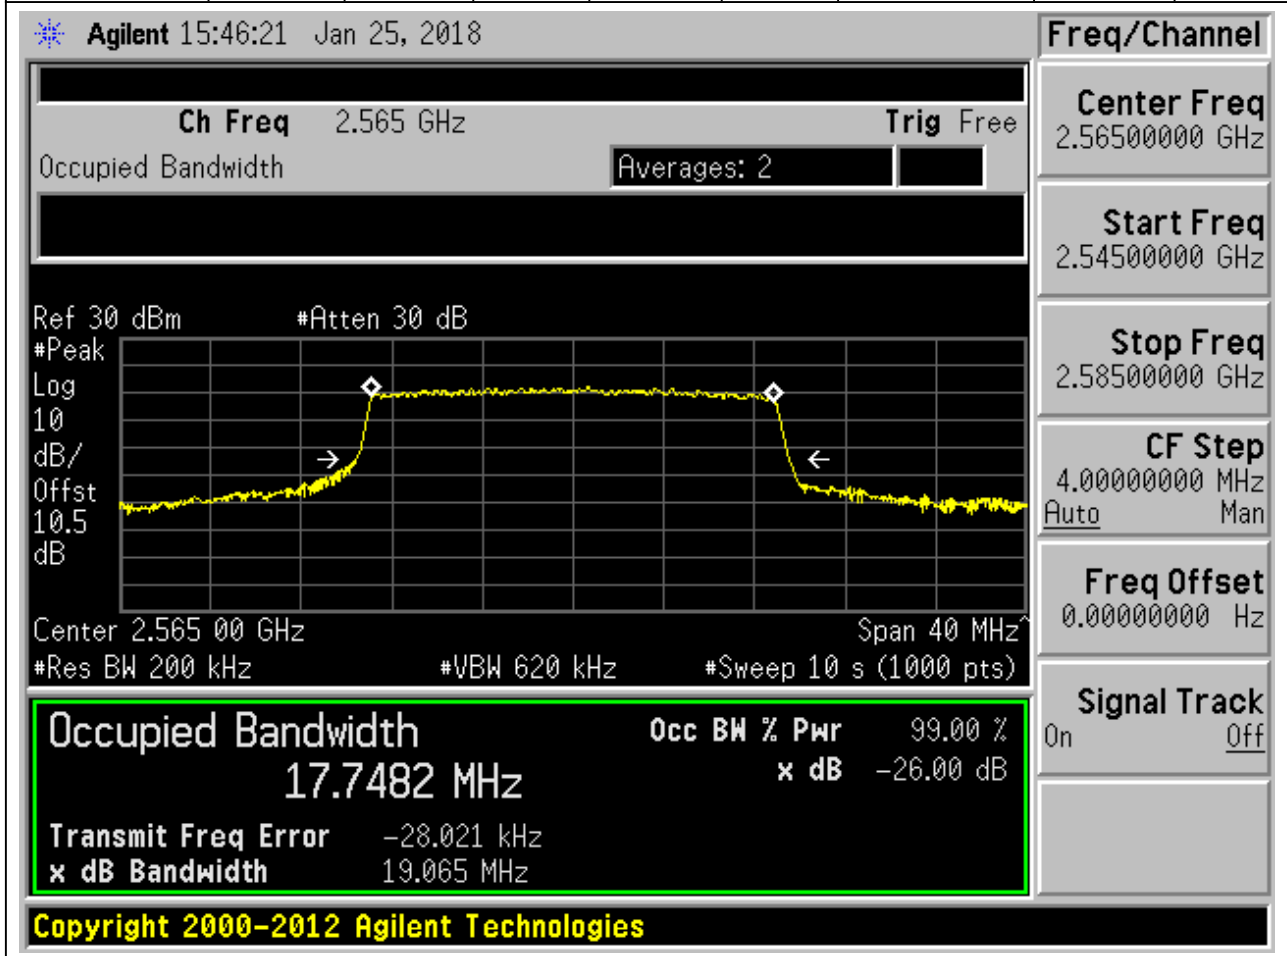 Agilent 15:46:21 Jan 25, 2018
Ch Freq 2.565 GHz Trig Free
Occupied Bandwidth Averages: 2
Ref 30 dBm #Atten 30 dB
#Peak
Log
10
dB/
Offst
10.5
dB
Center 2.565 00 GHz Span 40 MHz^
#Res BW 200 kHz #VBW 620 kHz #Sweep 10 s (1000 pts)
Occupied Bandwidth Occ BW % Pwr 99.00 %
17.7482 MHz x dB -26.00 dB
Transmit Freq Error -28.021 kHz
x dB Bandwidth 19.065 MHz
Copyright 2000-2012 Agilent Technologies
Freq/Channel
Center Freq
2.56500000 GHz
Start Freq
2.54500000 GHz
Stop Freq
2.58500000 GHz
CF Step
4.00000000 MHz
Auto Man
Freq Offset
0.00000000 Hz
Signal Track
On Off